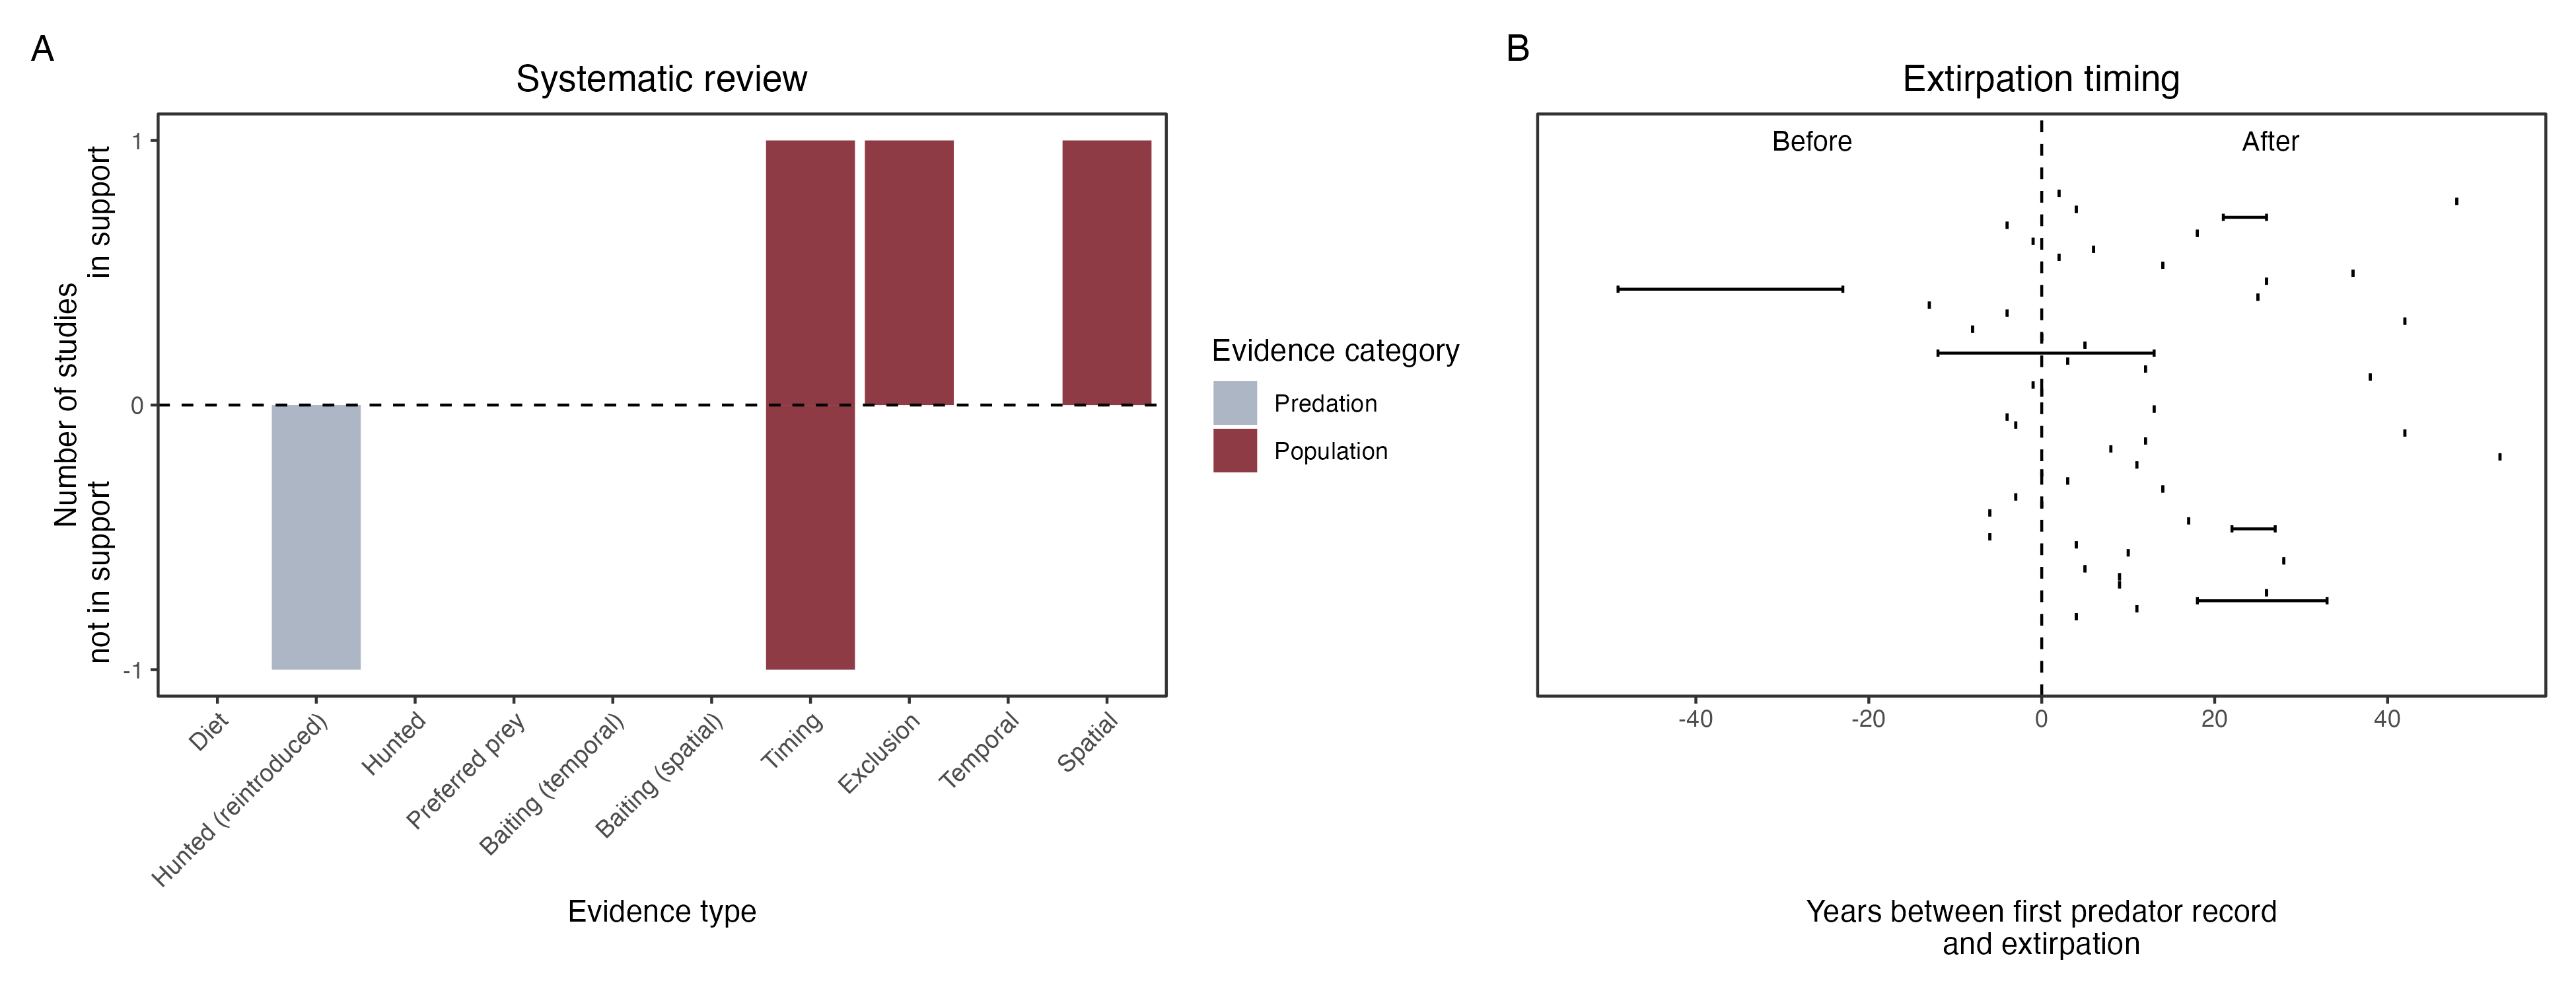 A
Systematic review
1
0
-1
Number of studies
not in support
in support
Diet
Hunted (reintroduced)
Hunted
Preferred prey
Baiting (temporal)
Baiting (spatial)
Timing
Exclusion
Temporal
Spatial
Evidence type
Evidence category
Predation
Population
B
Extirpation timing
Before
After
-40
-20
0
20
40
Years between first predator record
and extirpation